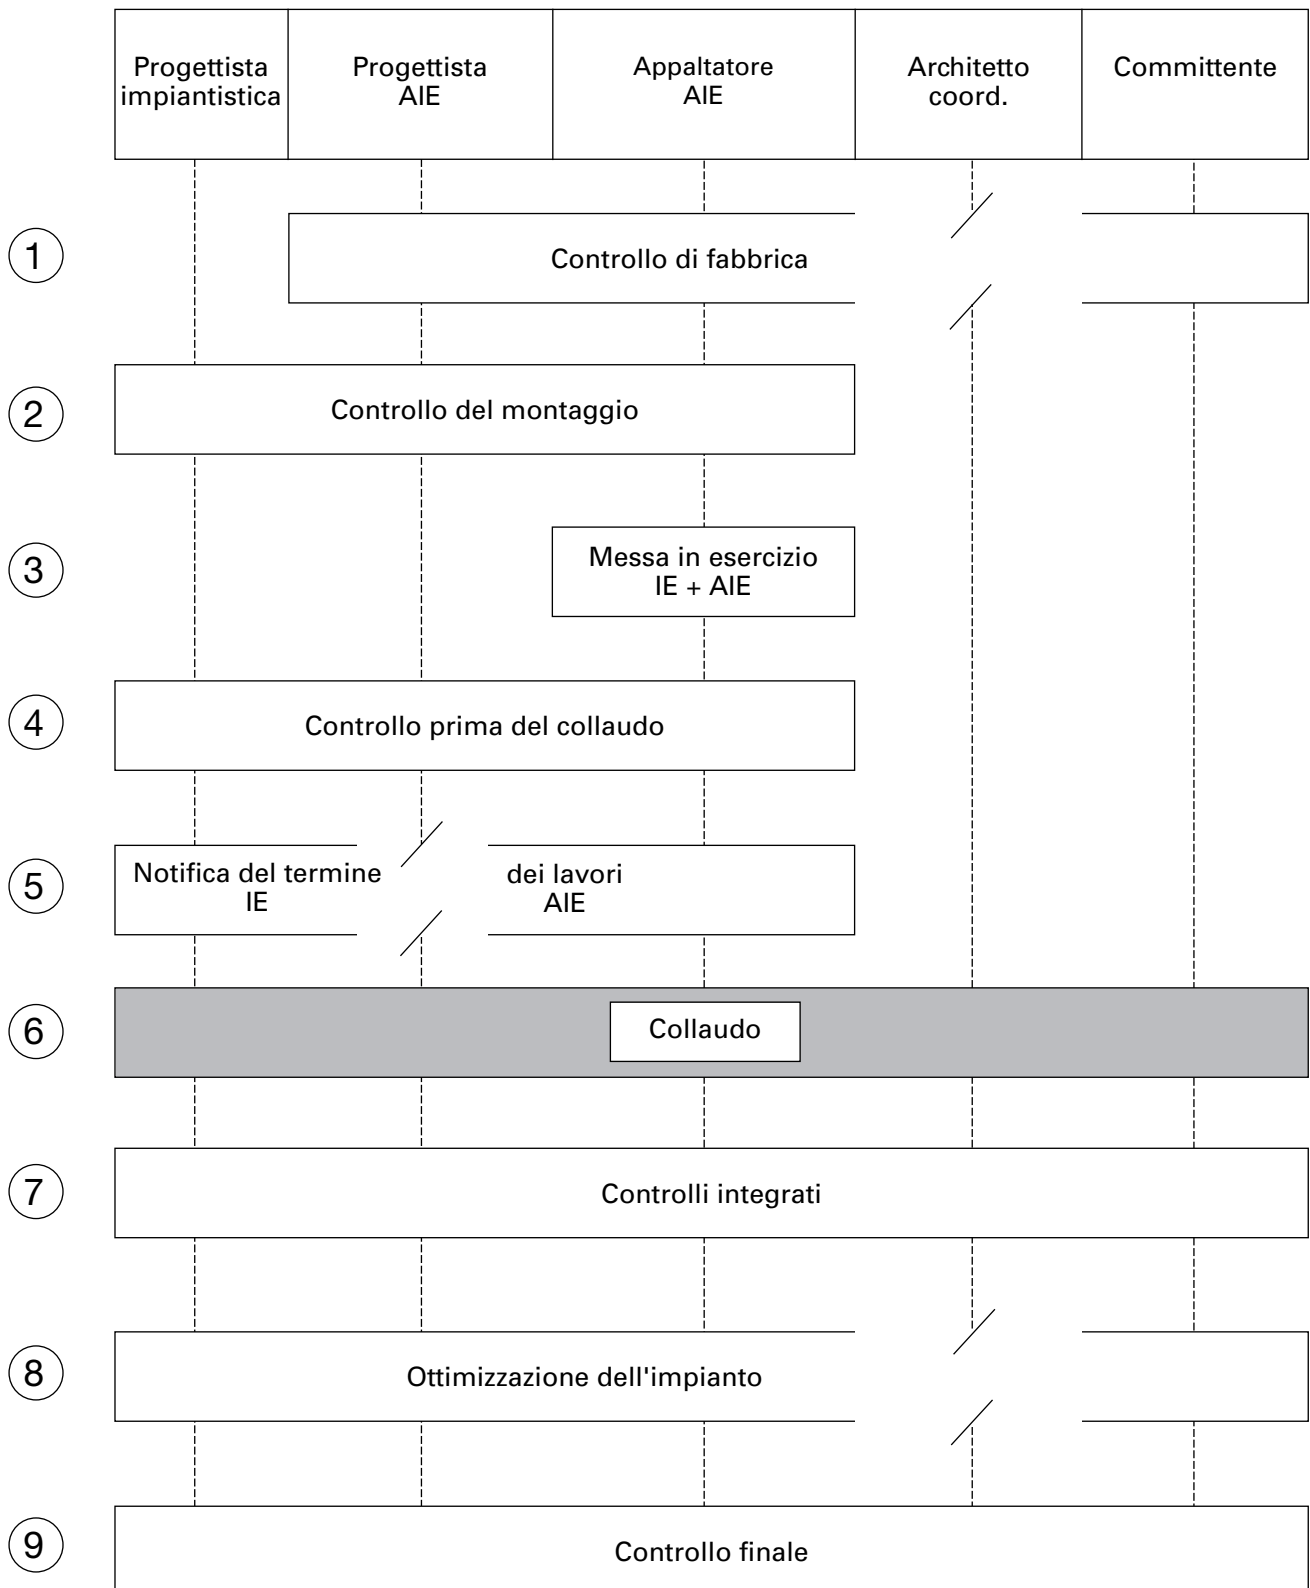 Progettista
impiantistica
Progettista
AIE
Appaltatore
AIE
Architetto
coord.
Committente
1
Controllo di fabbrica
2
Controllo del montaggio
3
Messa in esercizio
IE + AIE
4
Controllo prima del collaudo
5
Notifica del termine
IE
dei lavori
AIE
6
Collaudo
7
Controlli integrati
8
Ottimizzazione dell'impianto
9
Controllo finale